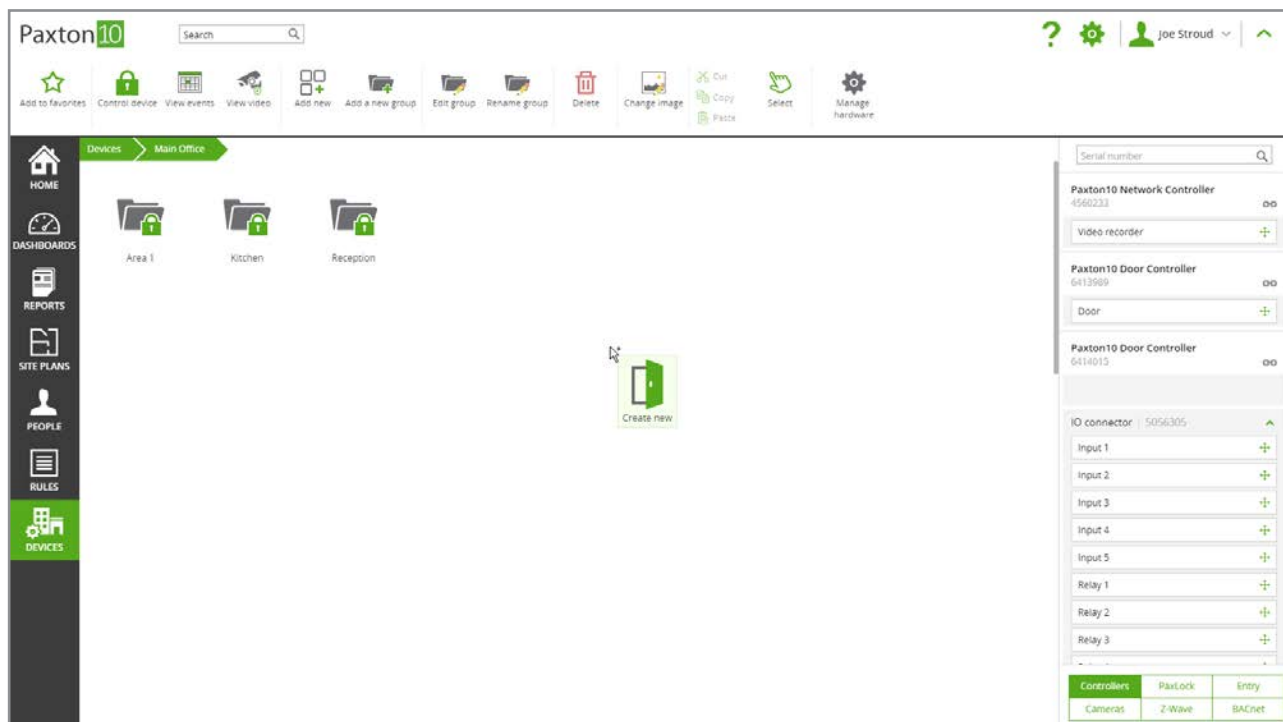 Paxton10
Search
Joe Stroud
Add to favorites
Control device
View events
View video
Add new
Add a new group
Edit group
Rename group
Delete
Change image
Cut
Copy
Paste
Select
Manage
hardware
HOME
DASHBOARDS
REPORTS
SITE PLANS
PEOPLE
RULES
DEVICES
Devices
Main Office
Area 1
Kitchen
Reception
Create new
Serial number
Paxton10 Network Controller
4560233
Video recorder
Paxton10 Door Controller
6413989
Door
Paxton10 Door Controller
6414015
IO connector | 5056305
Input 1
Input 2
Input 3
Input 4
Input 5
Relay 1
Relay 2
Relay 3
Controllers
PaxLock
Entry
Cameras
Z-Wave
BACnet